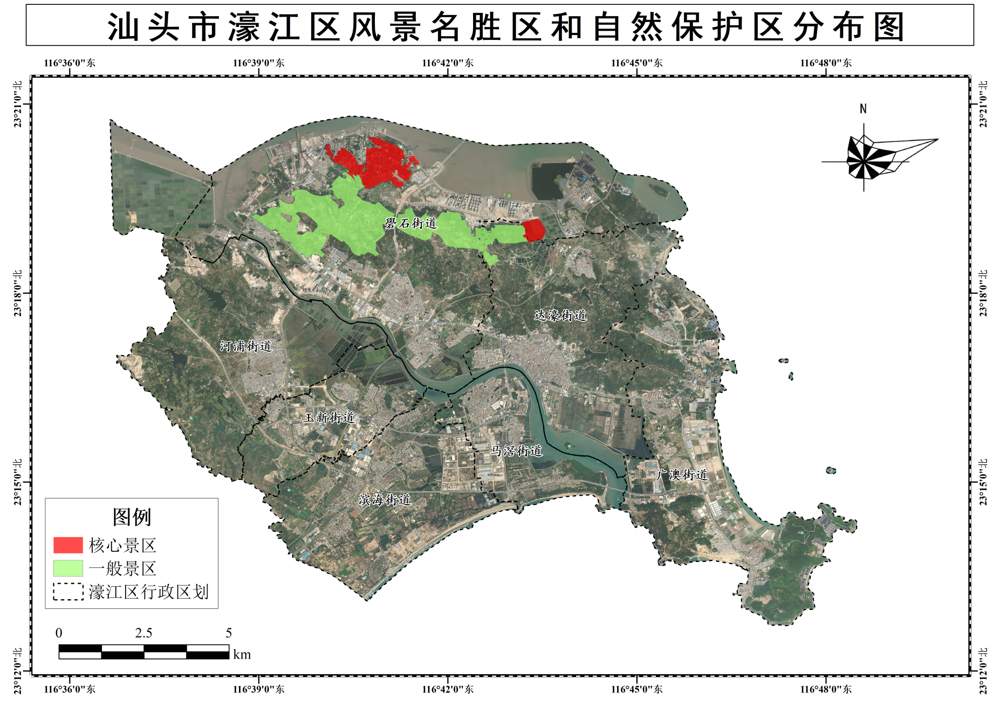 汕头市濠江区风景名胜区和自然保护区分布图
116°36'0"东
116°39'0"东
116°42'0"东
116°45'0"东
116°48'0"东
23°21'0"北
23°21'0"北
N
礐石街道
23°18'0"北
23°18'0"北
达濠街道
河浦街道
玉新街道
马滘街道
广澳街道
滨海街道
23°15'0"北
23°15'0"北
图例
核心景区
一般景区
濠江区行政区划
0 2.5 5
km
23°12'0"北
23°12'0"北
116°36'0"东
116°39'0"东
116°42'0"东
116°45'0"东
116°48'0"东